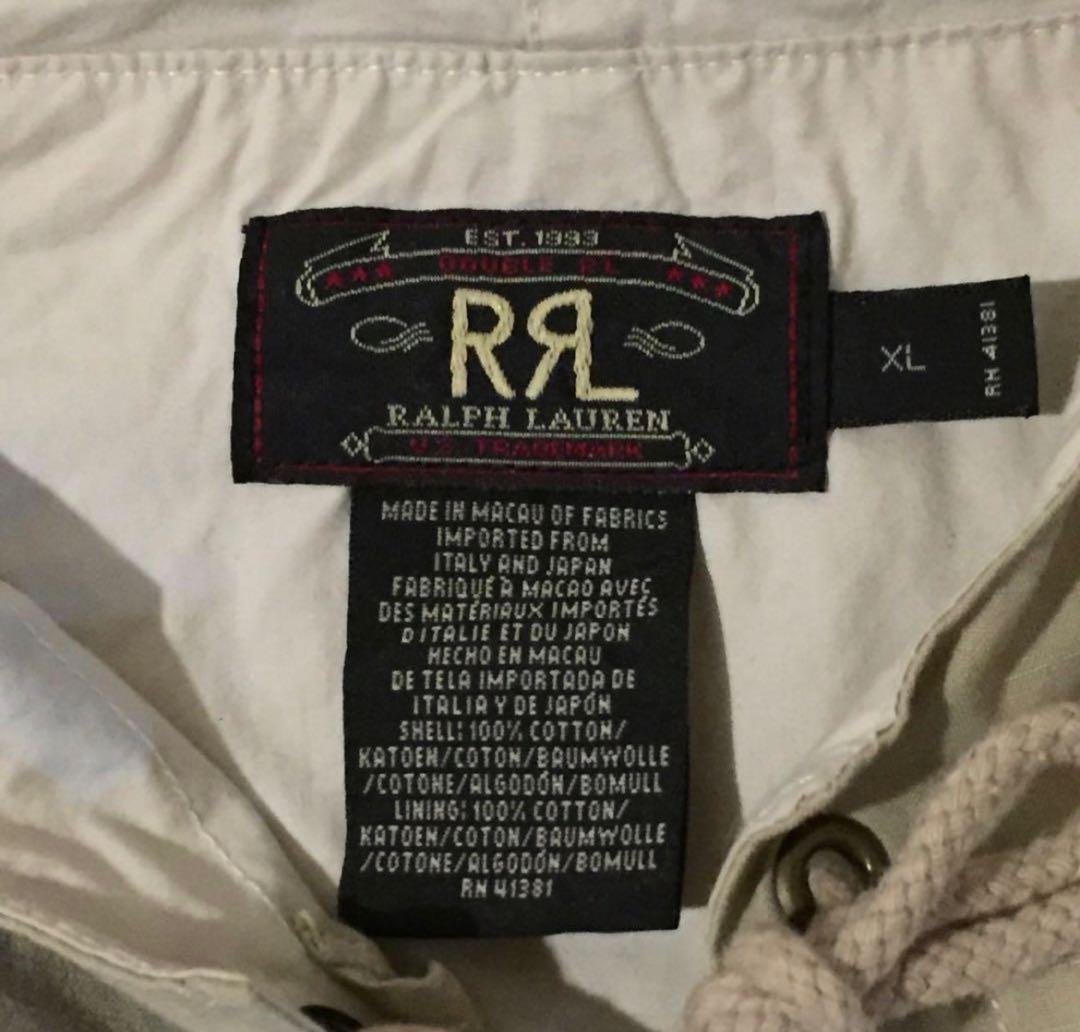 EST. 1993
DOUBLE RL
RRL
RALPH LAUREN
U.S. TRADEMARK
XL
RN 41381
MADE IN MACAU OF FABRICS
IMPORTED FROM
ITALY AND JAPAN
FABRIQUÉ À MACAO AVEC
DES MATÉRIAUX IMPORTÉS
D'ITALIE ET DU JAPON
HECHO EN MACAU
DE TELA IMPORTADA DE
ITALIA Y DE JAPÓN
SHELL: 100% COTTON/
KATOEN/COTON/BAUMWOLLE
/COTONE/ALGODÓN/BOMULL
LINING: 100% COTTON/
KATOEN/COTON/BAUMWOLLE
/COTONE/ALGODÓN/BOMULL
RN 41381